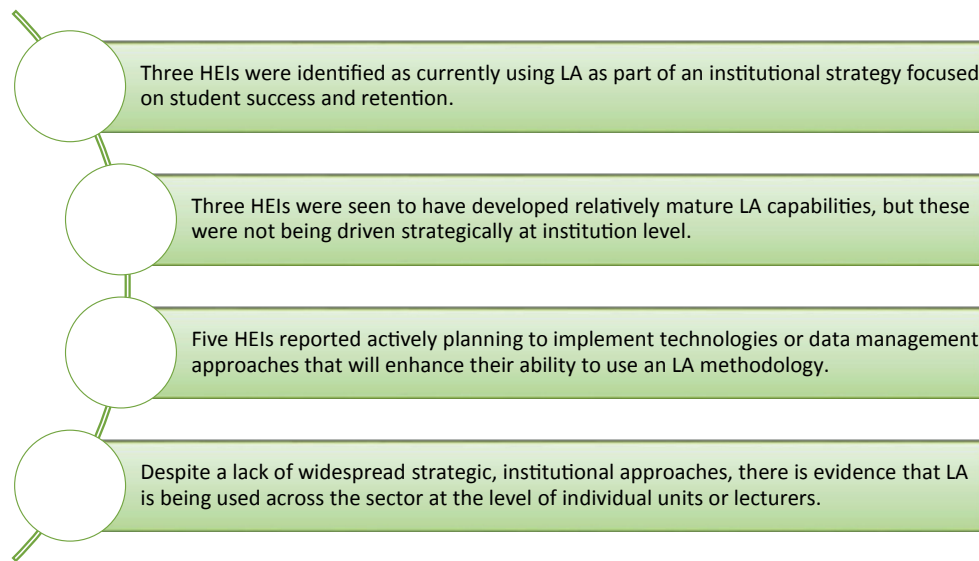 Three HEIs were identified as currently using LA as part of an institutional strategy focused
on student success and retention.
Three HEIs were seen to have developed relatively mature LA capabilities, but these
were not being driven strategically at institution level.
Five HEIs reported actively planning to implement technologies or data management
approaches that will enhance their ability to use an LA methodology.
Despite a lack of widespread strategic, institutional approaches, there is evidence that LA
is being used across the sector at the level of individual units or lecturers.